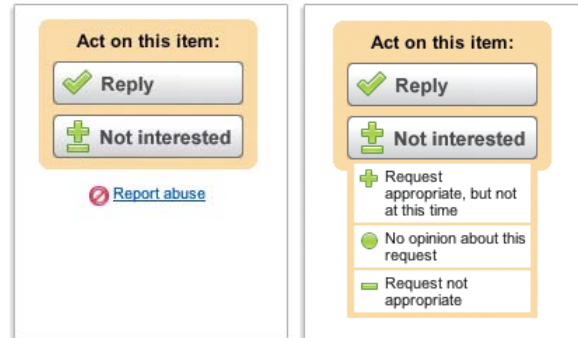 Act on this item:
Reply
Not interested
Report abuse
Act on this item:
Reply
Not interested
Request
appropriate, but not
at this time
No opinion about this
request
Request not
appropriate